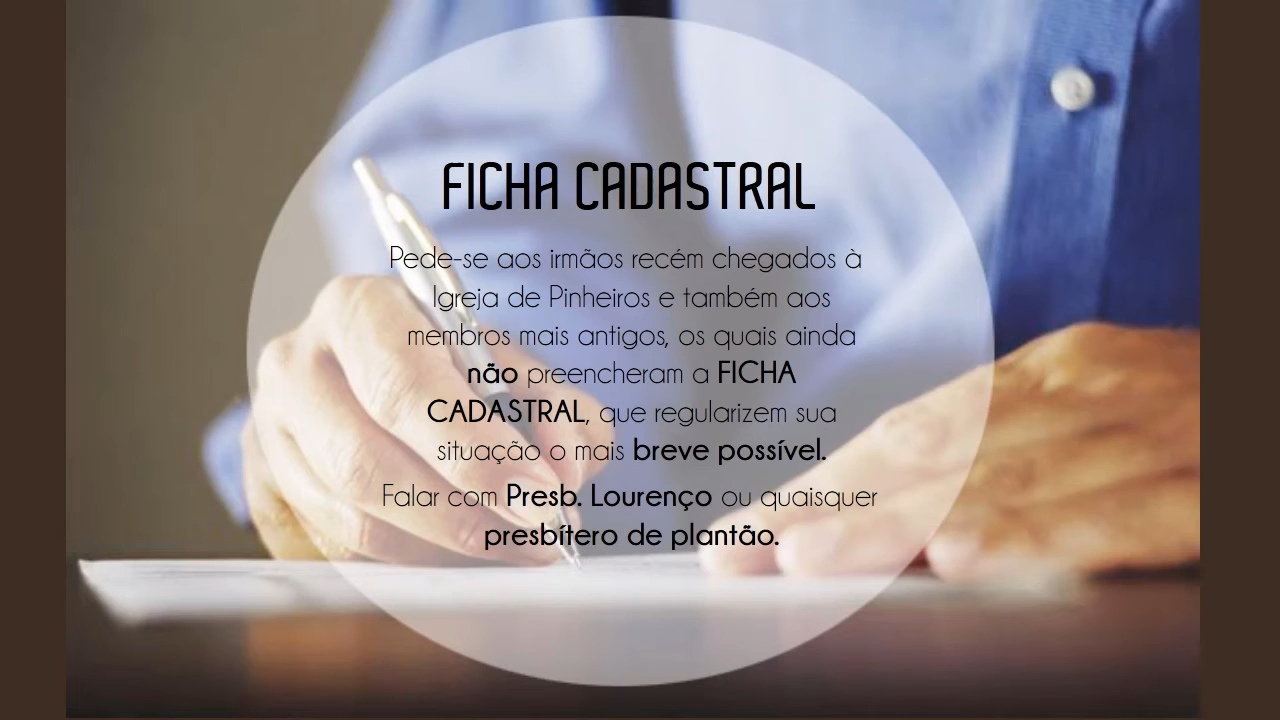 FICHA CADASTRAL
Pede-se aos irmãos recém chegados à
Igreja de Pinheiros e também aos
membros mais antigos, os quais ainda
não preencheram a FICHA
CADASTRAL, que regularizem sua
situação o mais breve possível.
Falar com Presb. Lourenço ou quaisquer
presbítero de plantão.